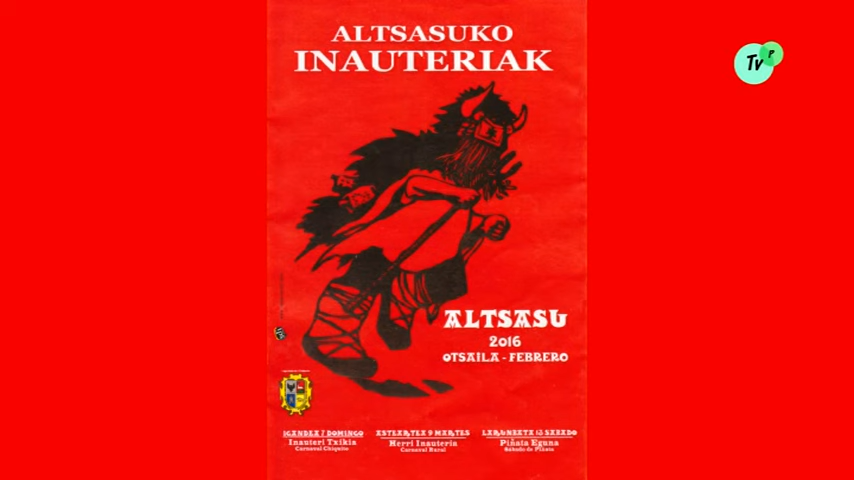 ALTSASUKO
INAUTERIAK
Tv P
ALTSASU
2016
OTSAILA - FEBRERO
IGANDEA 7 DOMINGO
Inauteri Txikia
Carnaval Chiquito
ASTEARTEA 9 MARTES
Herri Inauteria
Carnaval Rural
LARUNBATA 13 SABADO
Piñata Eguna
Sábado de Piñata